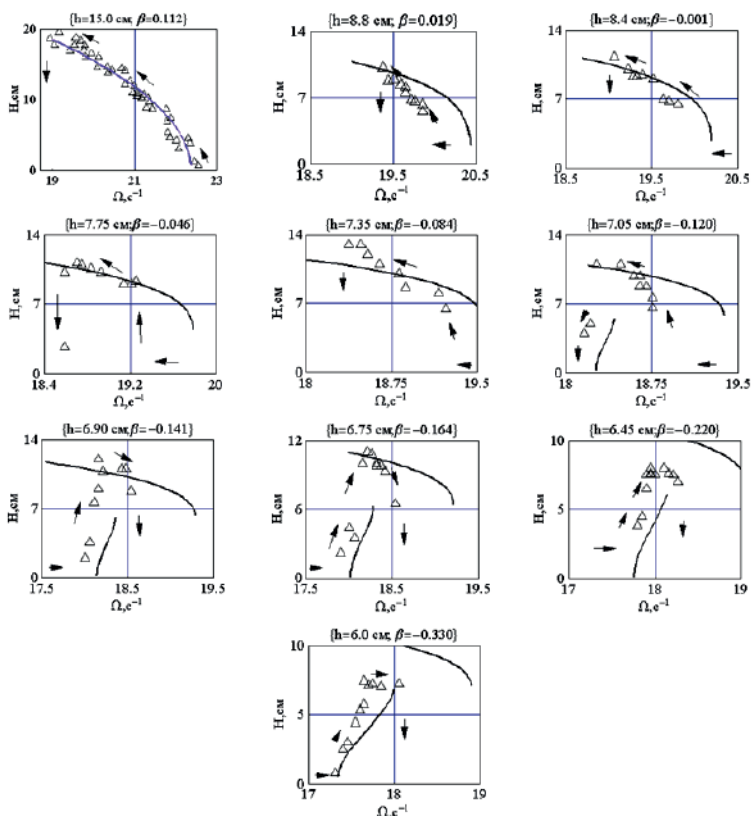 {h=15.0 см; β=0.112}
H,см
20
10
0
19 21 23
Ω,с⁻¹
{h=8.8 см; β=0.019}
H,см
14
7
0
18.5 19.5 20.5
Ω,с⁻¹
{h=8.4 см; β=−0.001}
H,см
14
7
0
18.5 19.5 20.5
Ω,с⁻¹
{h=7.75 см;β=−0.046}
H,см
14
7
0
18.4 19.2 20
Ω,с⁻¹
{h=7.35 см;β=−0.084}
H,см
14
7
0
18 18.75 19.5
Ω,с⁻¹
{h=7.05 см;β=−0.120}
H,см
14
7
0
18 18.75 19.5
Ω,с⁻¹
{h=6.90 см;β=−0.141}
H,см
14
7
0
17.5 18.5 19.5
Ω,с⁻¹
{h=6.75 см;β=−0.164}
H,см
12
6
0
17.5 18.5 19.5
Ω,с⁻¹
{h=6.45 см;β=−0.220}
H,см
10
5
0
17 18 19
Ω,с⁻¹
{h=6.0 см;β=−0.330}
H,см
10
5
0
17 18 19
Ω,с⁻¹